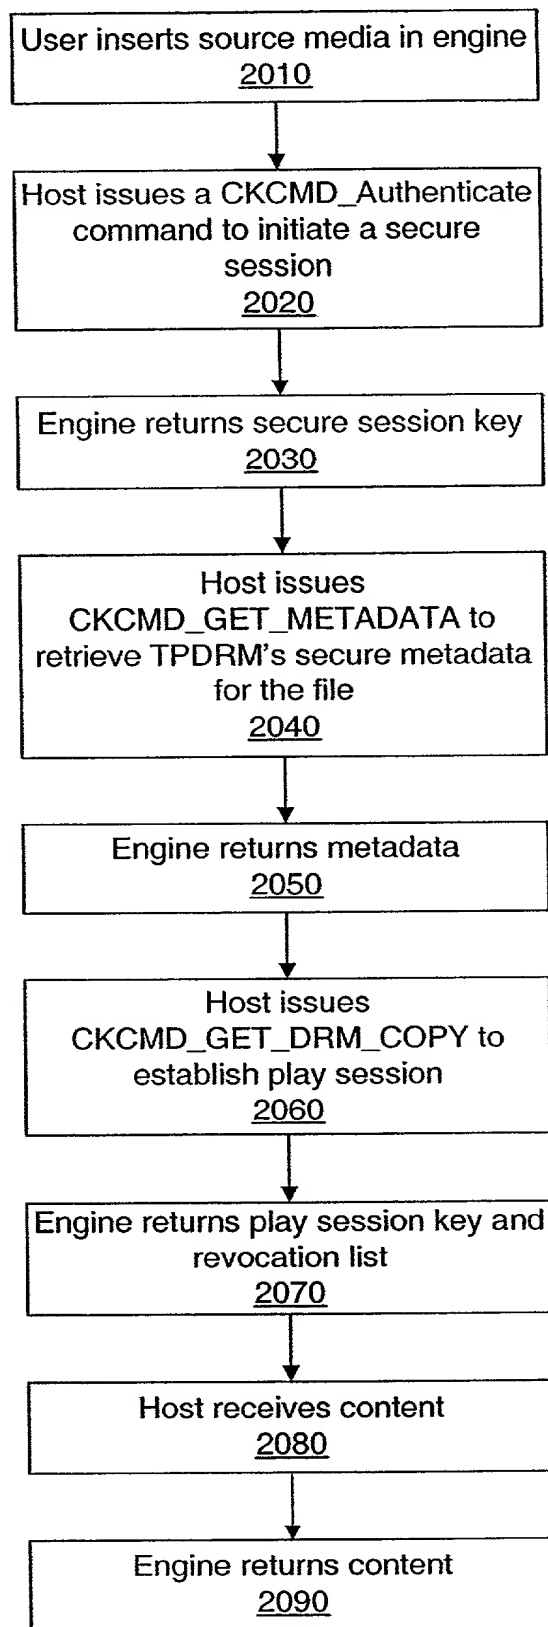 User inserts source media in engine
2010
Host issues a CKCMD_Authenticate
command to initiate a secure
session
2020
Engine returns secure session key
2030
Host issues
CKCMD_GET_METADATA to
retrieve TPDRM's secure metadata
for the file
2040
Engine returns metadata
2050
Host issues
CKCMD_GET_DRM_COPY to
establish play session
2060
Engine returns play session key and
revocation list
2070
Host receives content
2080
Engine returns content
2090